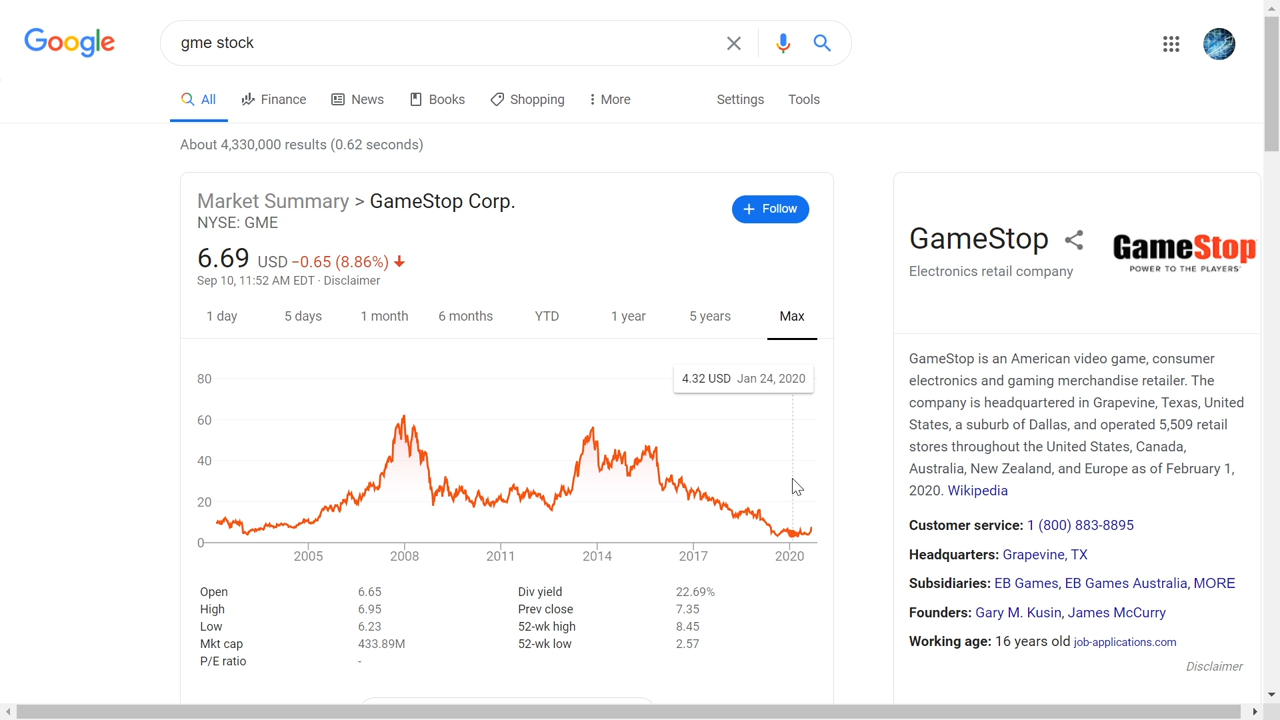 Google
gme stock
All Finance News Books Shopping More Settings Tools
About 4,330,000 results (0.62 seconds)
Market Summary > GameStop Corp.
NYSE: GME
+ Follow
6.69 USD −0.65 (8.86%)
Sep 10, 11:52 AM EDT · Disclaimer
1 day 5 days 1 month 6 months YTD 1 year 5 years Max
4.32 USD Jan 24, 2020
80
60
40
20
0
2005 2008 2011 2014 2017 2020
Open 6.65 Div yield 22.69%
High 6.95 Prev close 7.35
Low 6.23 52-wk high 8.45
Mkt cap 433.89M 52-wk low 2.57
P/E ratio -
GameStop
Electronics retail company
GameStop
POWER TO THE PLAYERS
GameStop is an American video game, consumer
electronics and gaming merchandise retailer. The
company is headquartered in Grapevine, Texas, United
States, a suburb of Dallas, and operated 5,509 retail
stores throughout the United States, Canada,
Australia, New Zealand, and Europe as of February 1,
2020. Wikipedia
Customer service: 1 (800) 883-8895
Headquarters: Grapevine, TX
Subsidiaries: EB Games, EB Games Australia, MORE
Founders: Gary M. Kusin, James McCurry
Working age: 16 years old job-applications.com
Disclaimer